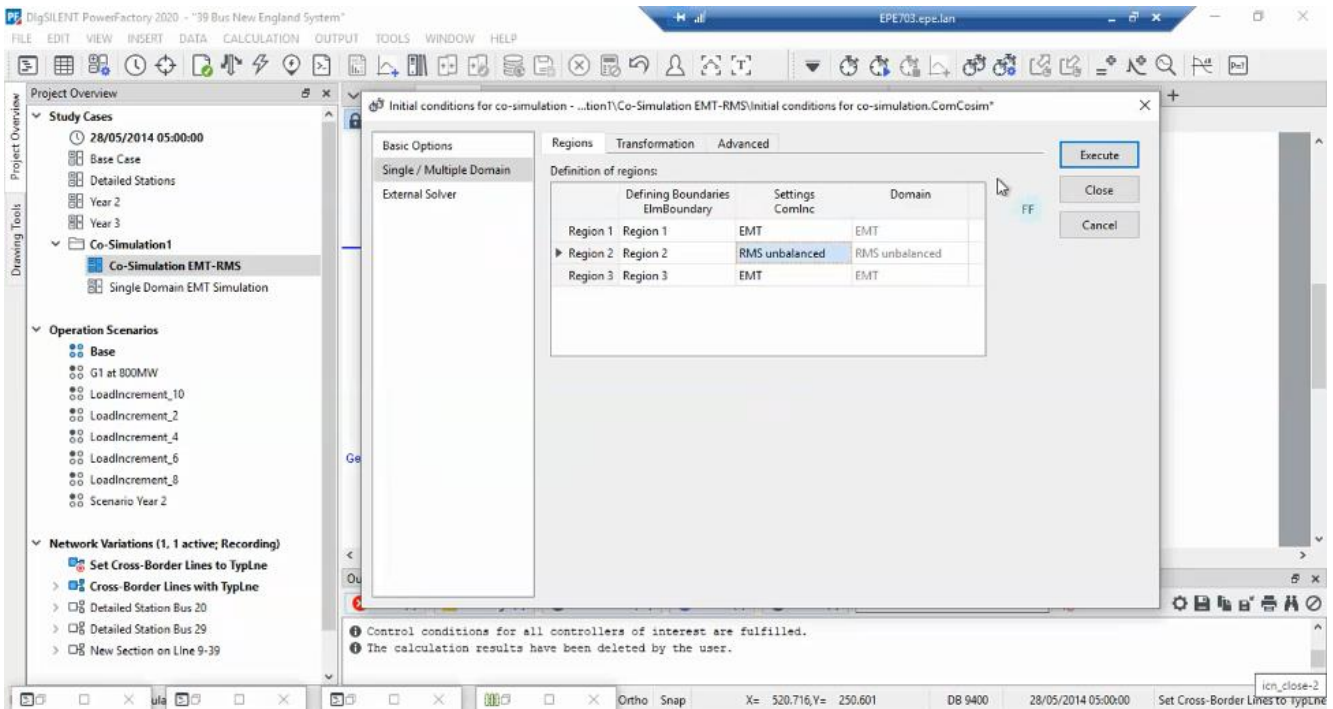 PF DIgSILENT PowerFactory 2020 - "39 Bus New England System"
EPE703.epe.lan
FILE EDIT VIEW INSERT DATA CALCULATION OUTPUT TOOLS WINDOW HELP
Project Overview
Project Overview
Drawing Tools
Study Cases
28/05/2014 05:00:00
Base Case
Detailed Stations
Year 2
Year 3
Co-Simulation1
Co-Simulation EMT-RMS
Single Domain EMT Simulation
Operation Scenarios
Base
G1 at 800MW
LoadIncrement_10
LoadIncrement_2
LoadIncrement_4
LoadIncrement_6
LoadIncrement_8
Scenario Year 2
Network Variations (1, 1 active; Recording)
Set Cross-Border Lines to TypLne
Cross-Border Lines with TypLne
Detailed Station Bus 20
Detailed Station Bus 29
New Section on LIne 9-39
Initial conditions for co-simulation - ...tion1\Co-Simulation EMT-RMS\Initial conditions for co-simulation.ComCosim*
Basic Options
Single / Multiple Domain
External Solver
Regions Transformation Advanced
Definition of regions:
Defining Boundaries ElmBoundary Settings ComInc Domain
Region 1 Region 1 EMT EMT
Region 2 Region 2 RMS unbalanced RMS unbalanced
Region 3 Region 3 EMT EMT
Execute
Close
Cancel
FF
Ge
Ou
Control conditions for all controllers of interest are fulfilled.
The calculation results have been deleted by the user.
icn_close-2
ula
Ortho Snap X= 520.716,Y= 250.601 DB 9400 28/05/2014 05:00:00 Set Cross-Border Lines to TypLne